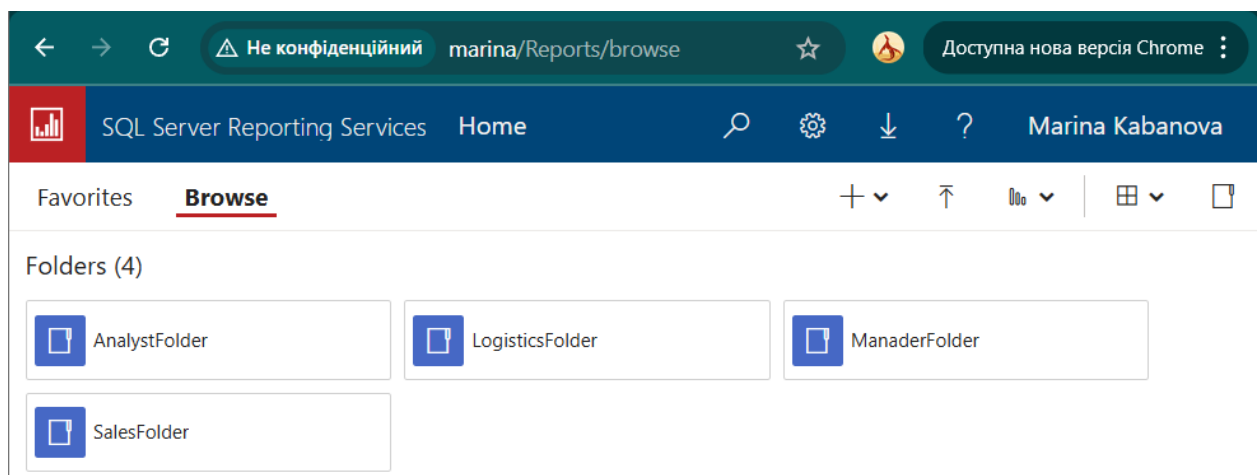 Не конфіденційний marina/Reports/browse Доступна нова версія Chrome
SQL Server Reporting Services Home ? Marina Kabanova
Favorites Browse
Folders (4)
AnalystFolder LogisticsFolder ManaderFolder
SalesFolder